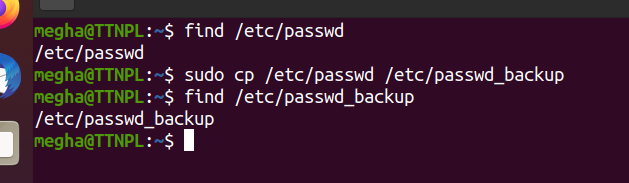 megha@TTNPL:~$ find /etc/passwd
/etc/passwd
megha@TTNPL:~$ sudo cp /etc/passwd /etc/passwd_backup
megha@TTNPL:~$ find /etc/passwd_backup
/etc/passwd_backup
megha@TTNPL:~$